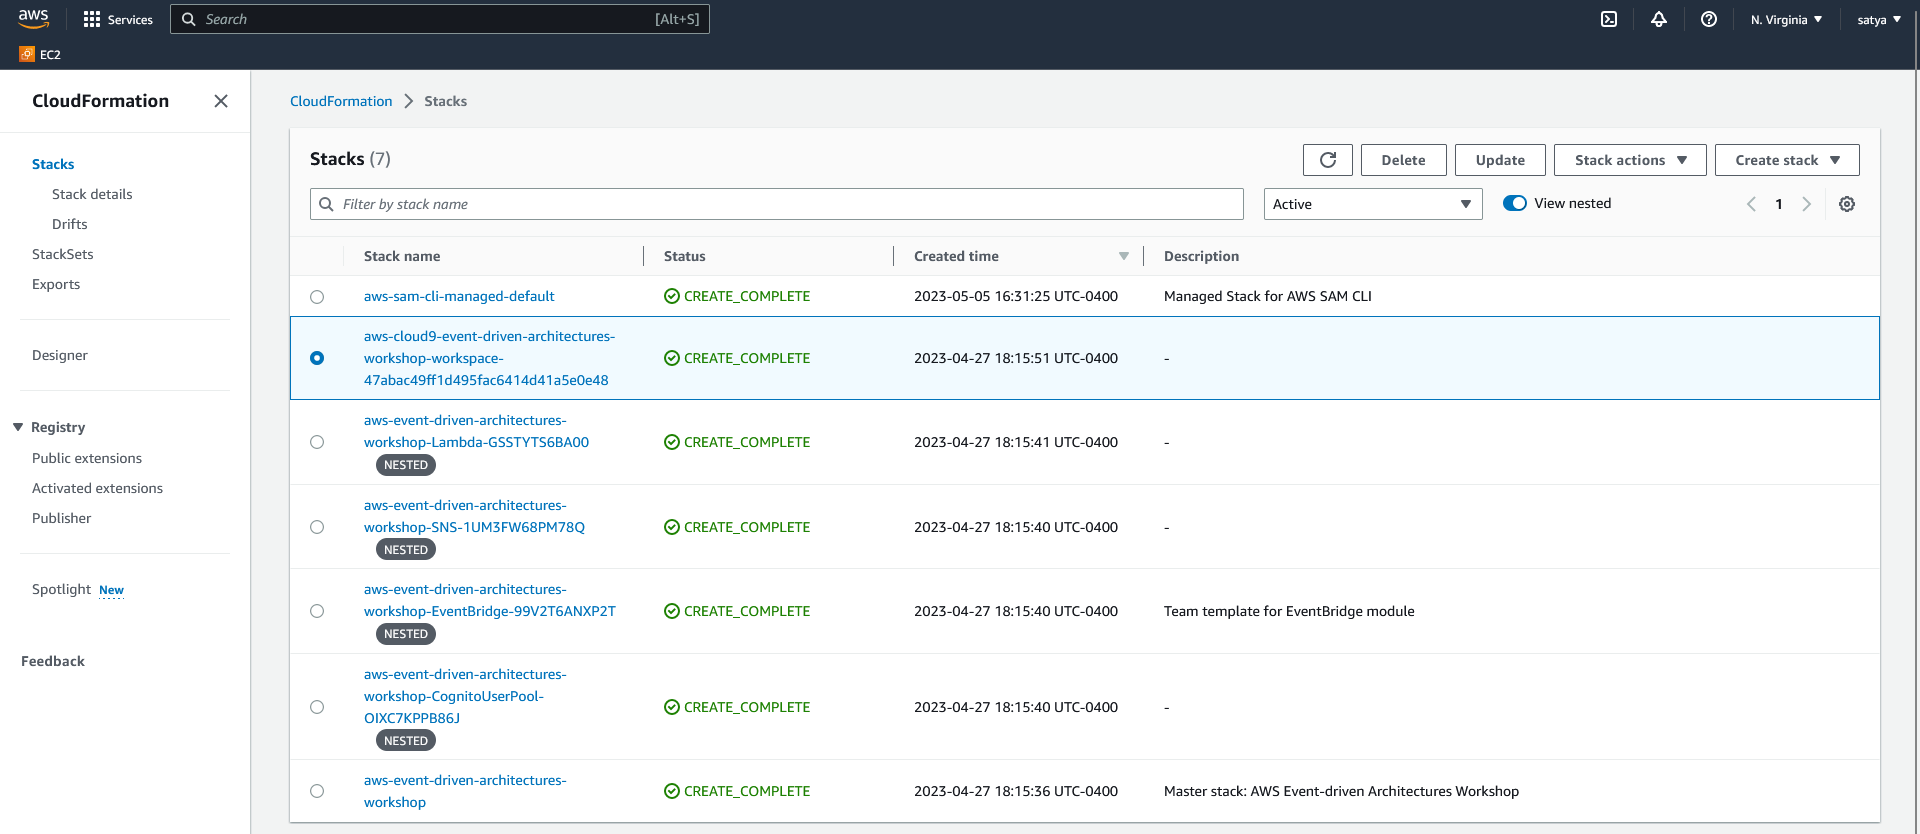 aws
Services
Search [Alt+S]
N. Virginia
satya
EC2
CloudFormation
Stacks
Stack details
Drifts
StackSets
Exports
Designer
Registry
Public extensions
Activated extensions
Publisher
Spotlight New
Feedback
CloudFormation Stacks
Stacks (7)
Delete
Update
Stack actions
Create stack
Filter by stack name
Active
View nested
1
Stack name Status Created time Description
aws-sam-cli-managed-default CREATE_COMPLETE 2023-05-05 16:31:25 UTC-0400 Managed Stack for AWS SAM CLI
aws-cloud9-event-driven-architectures-
workshop-workspace-
47abac49ff1d495fac6414d41a5e0e48
CREATE_COMPLETE 2023-04-27 18:15:51 UTC-0400 -
aws-event-driven-architectures-
workshop-Lambda-GSSTYTS6BA00
NESTED
CREATE_COMPLETE 2023-04-27 18:15:41 UTC-0400 -
aws-event-driven-architectures-
workshop-SNS-1UM3FW68PM78Q
NESTED
CREATE_COMPLETE 2023-04-27 18:15:40 UTC-0400 -
aws-event-driven-architectures-
workshop-EventBridge-99V2T6ANXP2T
NESTED
CREATE_COMPLETE 2023-04-27 18:15:40 UTC-0400 Team template for EventBridge module
aws-event-driven-architectures-
workshop-CognitoUserPool-
OIXC7KPPB86J
NESTED
CREATE_COMPLETE 2023-04-27 18:15:40 UTC-0400 -
aws-event-driven-architectures-
workshop
CREATE_COMPLETE 2023-04-27 18:15:36 UTC-0400 Master stack: AWS Event-driven Architectures Workshop